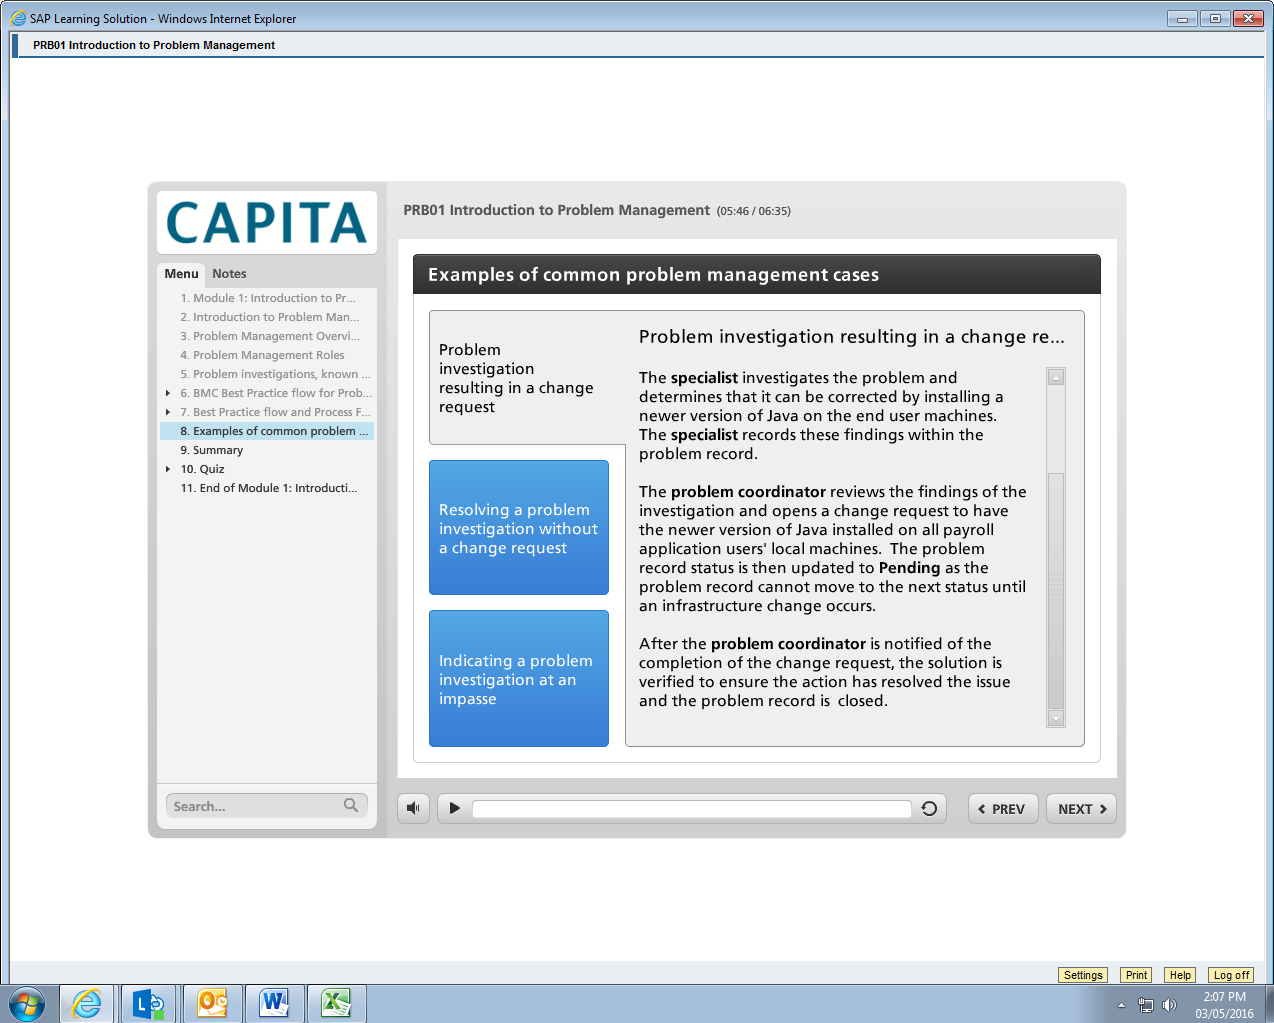 SAP Learning Solution - Windows Internet Explorer
PRB01 Introduction to Problem Management
CAPITA
PRB01 Introduction to Problem Management (05:46 / 06:35)
Menu Notes
1. Module 1: Introduction to Pr...
2. Introduction to Problem Man...
3. Problem Management Overvi...
4. Problem Management Roles
5. Problem investigations, known ...
6. BMC Best Practice flow for Prob...
7. Best Practice flow and Process F...
8. Examples of common problem ...
9. Summary
10. Quiz
11. End of Module 1: Introducti...
Search...
Examples of common problem management cases
Problem
investigation
resulting in a change
request
Resolving a problem
investigation without
a change request
Indicating a problem
investigation at an
impasse
Problem investigation resulting in a change re...
The specialist investigates the problem and
determines that it can be corrected by installing a
newer version of Java on the end user machines.
The specialist records these findings within the
problem record.
The problem coordinator reviews the findings of the
investigation and opens a change request to have
the newer version of Java installed on all payroll
application users' local machines.  The problem
record status is then updated to Pending as the
problem record cannot move to the next status until
an infrastructure change occurs.
After the problem coordinator is notified of the
completion of the change request, the solution is
verified to ensure the action has resolved the issue
and the problem record is  closed.
PREV
NEXT
Settings Print Help Log off
2:07 PM
03/05/2016